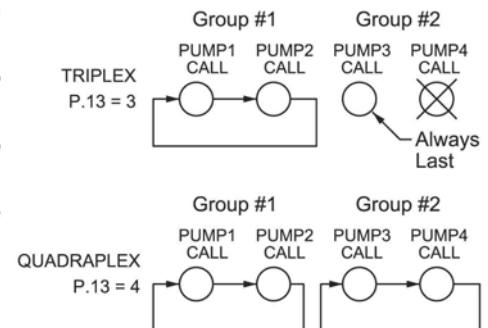 Group #1 Group #2
PUMP1 PUMP2 PUMP3 PUMP4
CALL CALL CALL CALL
TRIPLEX
P.13 = 3
Always
Last
Group #1 Group #2
PUMP1 PUMP2 PUMP3 PUMP4
CALL CALL CALL CALL
QUADRAPLEX
P.13 = 4